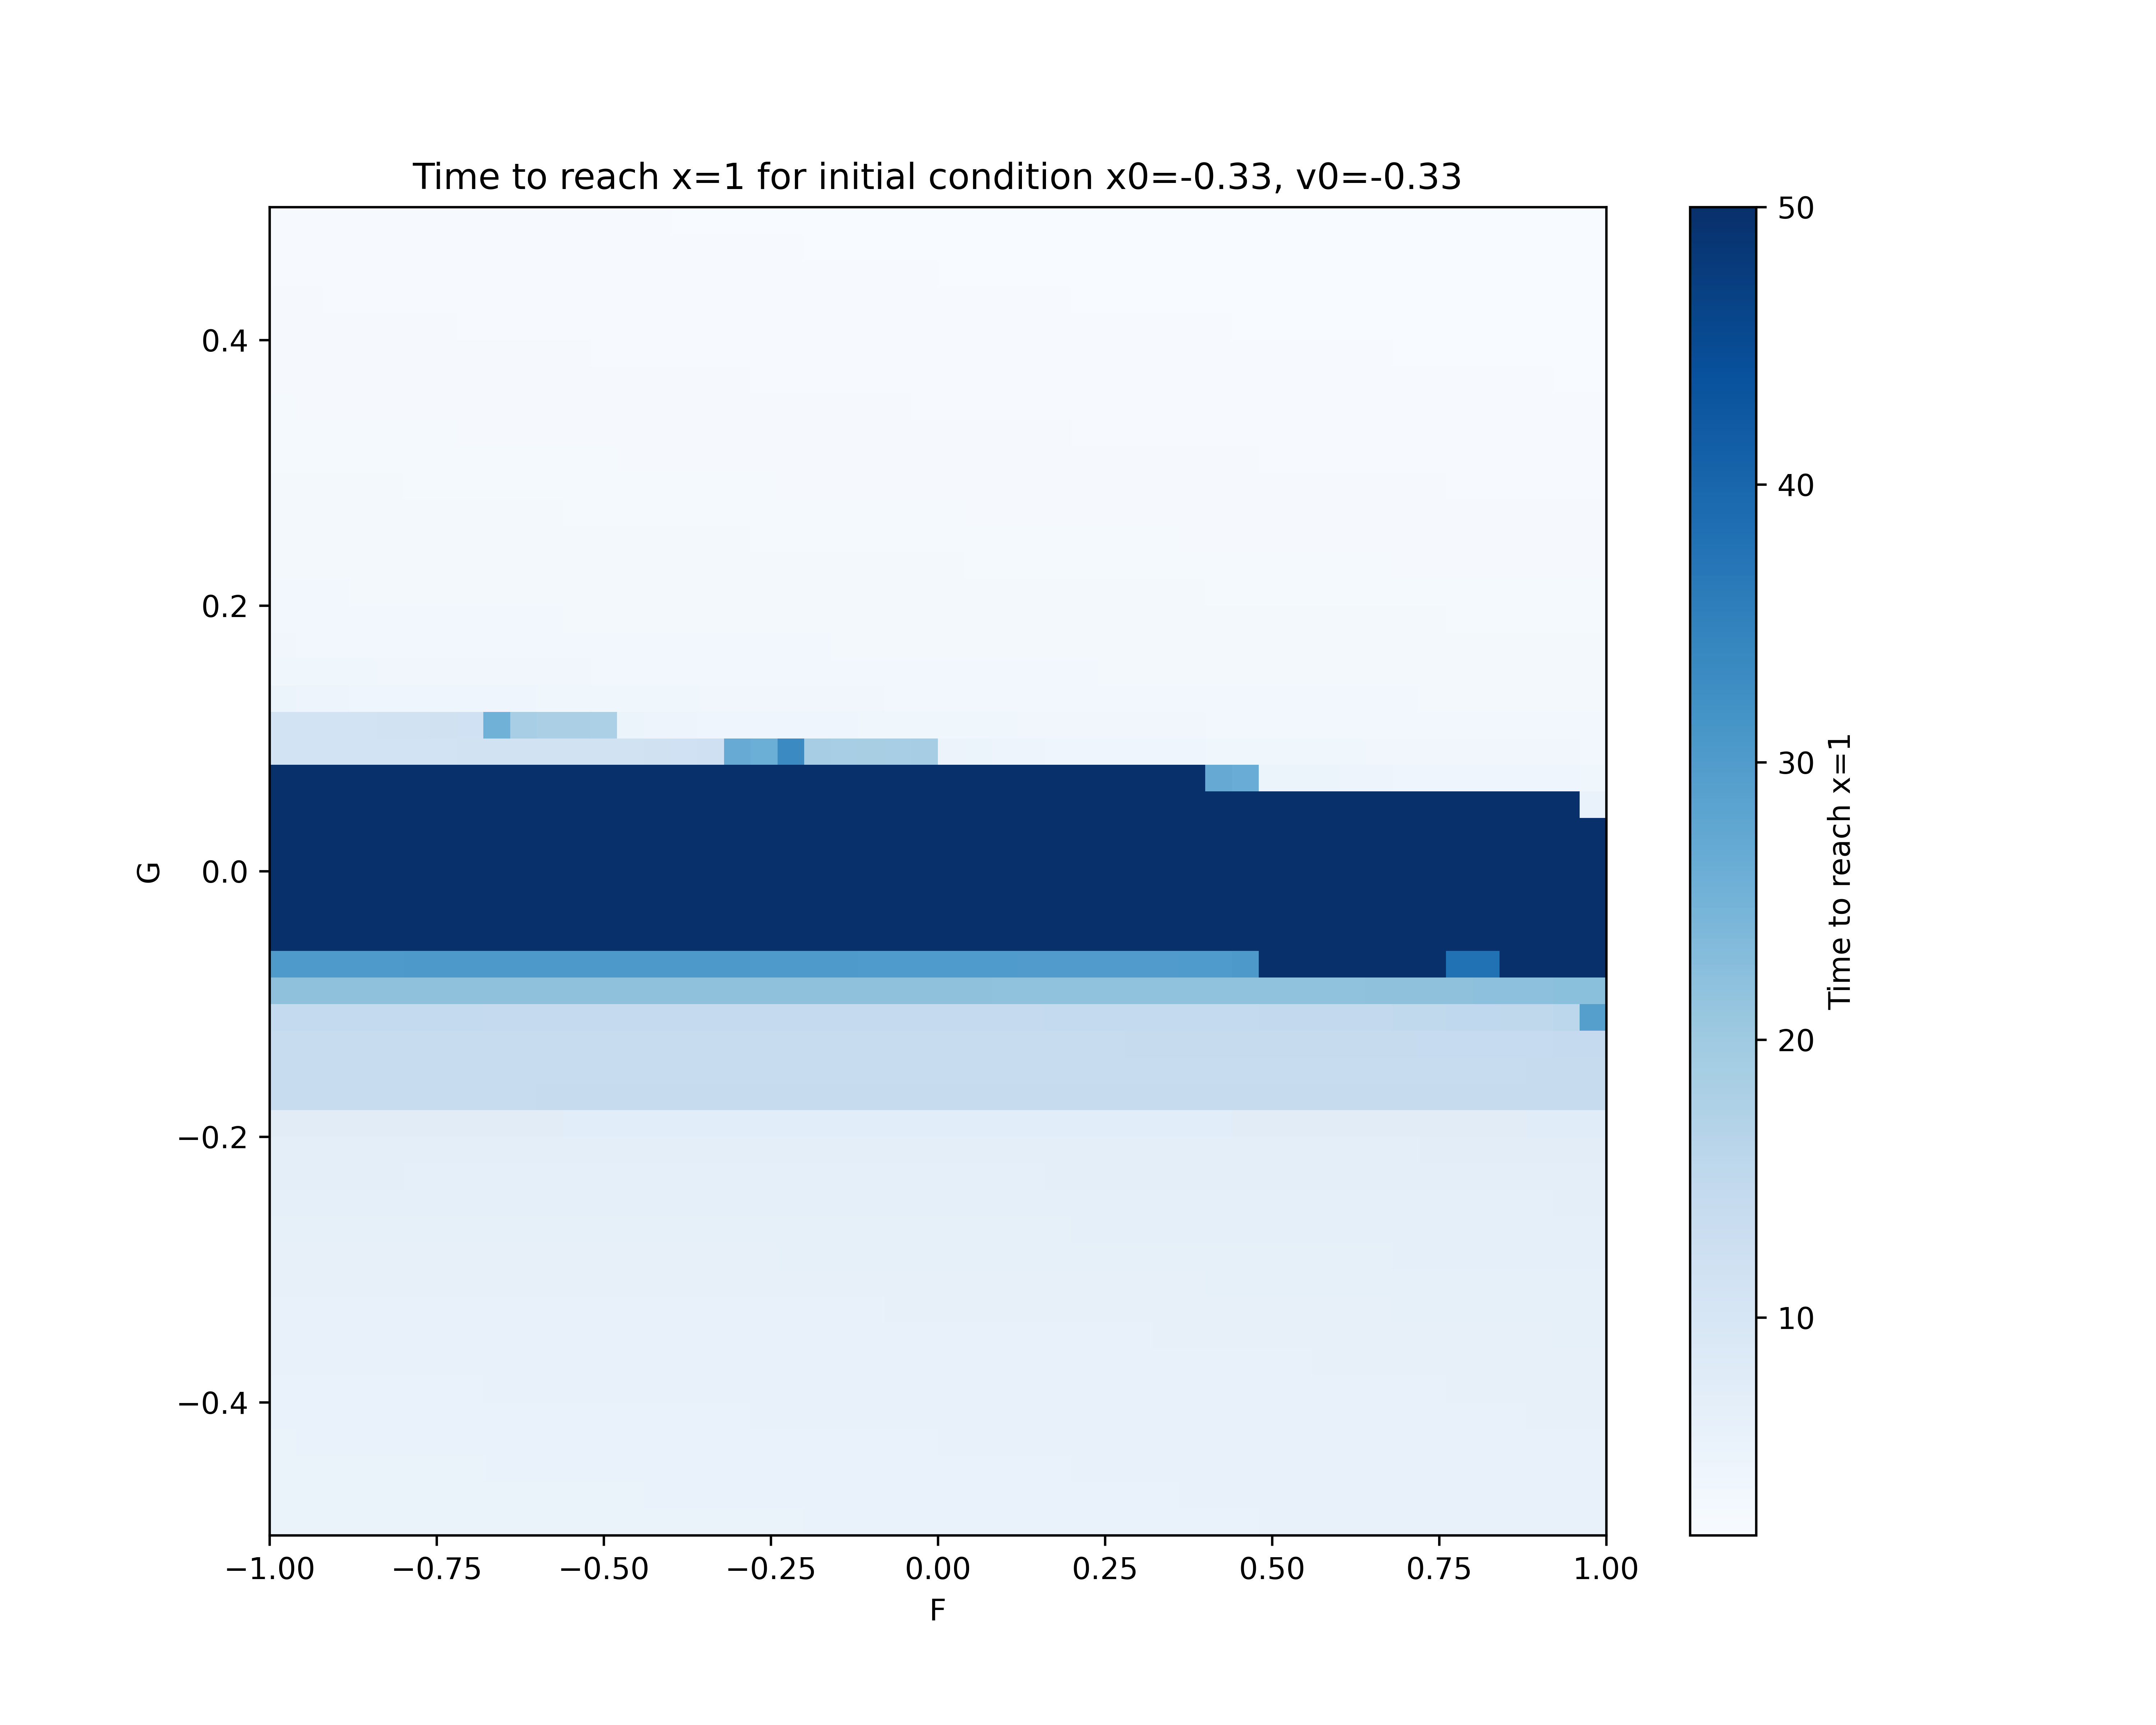 Time to reach x=1 for initial condition x0=-0.33, v0=-0.33
G
0.4
0.2
0.0
−0.2
−0.4
−1.00 −0.75 −0.50 −0.25 0.00 0.25 0.50 0.75 1.00
F
50
40
30
20
10
Time to reach x=1